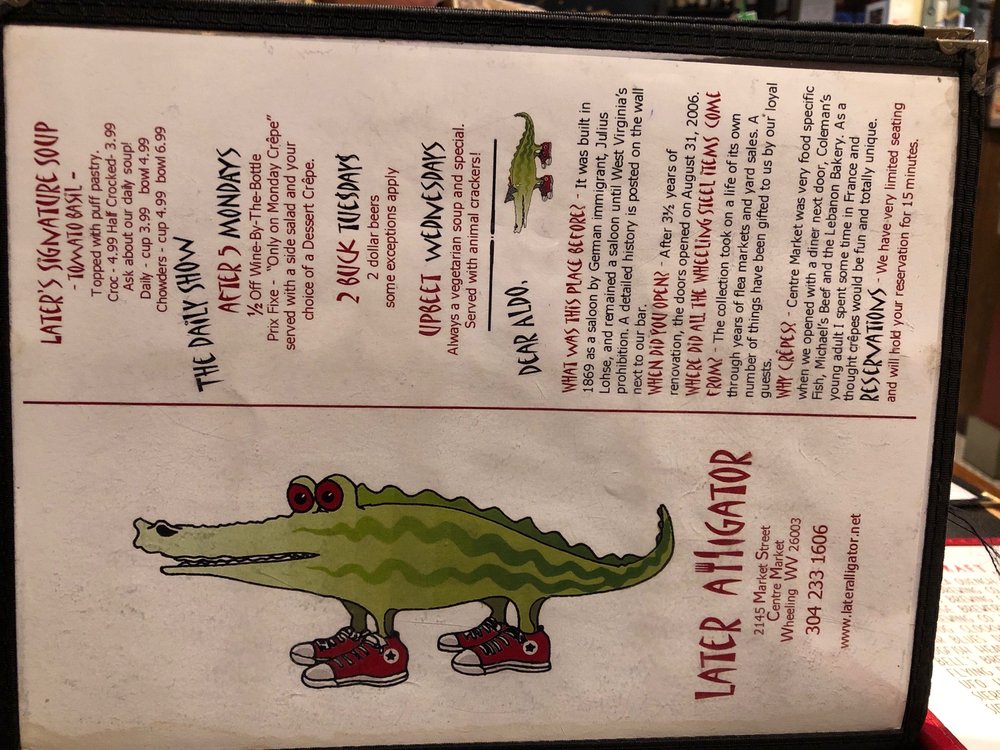 LATER ALLIGATOR
2145 Market Street
Centre Market
Wheeling WV 26003
304 233 1606
www.lateralligator.net
LATER'S SIGNATURE SOUP
- TOMATO BASIL -
Topped with puff pastry.
Croc - 4.99 Half Crocked- 3.99
Ask about our daily soup!
Daily - cup 3.99 bowl 4.99
Chowders - cup 4.99 bowl 6.99
THE DAILY SHOW
AFTER 5 MONDAYS
½ Off Wine-By-The-Bottle
Prix Fixe - "Only on Monday Crêpe"
served with a side salad and your
choice of a Dessert Crêpe.
2 BUCK TUESDAYS
2 dollar beers
some exceptions apply
UPBEET WEDNESDAYS
Always a vegetarian soup and special.
Served with animal crackers!
DEAR ALDO,
WHAT WAS THIS PLACE BEFORE? - It was built in
1869 as a saloon by German immigrant, Julius
Lohse, and remained a saloon until West Virginia's
prohibition. A detailed history is posted on the wall
next to our bar.
WHEN DID YOU OPEN? - After 3½ years of
renovation, the doors opened on August 31, 2006.
WHERE DID ALL THE WHEELING STEEL ITEMS COME
FROM? - The collection took on a life of its own
through years of flea markets and yard sales. A
number of things have been gifted to us by our loyal
guests.
WHY CRÊPES? - Centre Market was very food specific
when we opened with a diner next door, Coleman's
Fish, Michael's Beef and the Lebanon Bakery. As a
young adult I spent some time in France and
thought crêpes would be fun and totally unique.
RESERVATIONS - We have very limited seating
and will hold your reservation for 15 minutes.